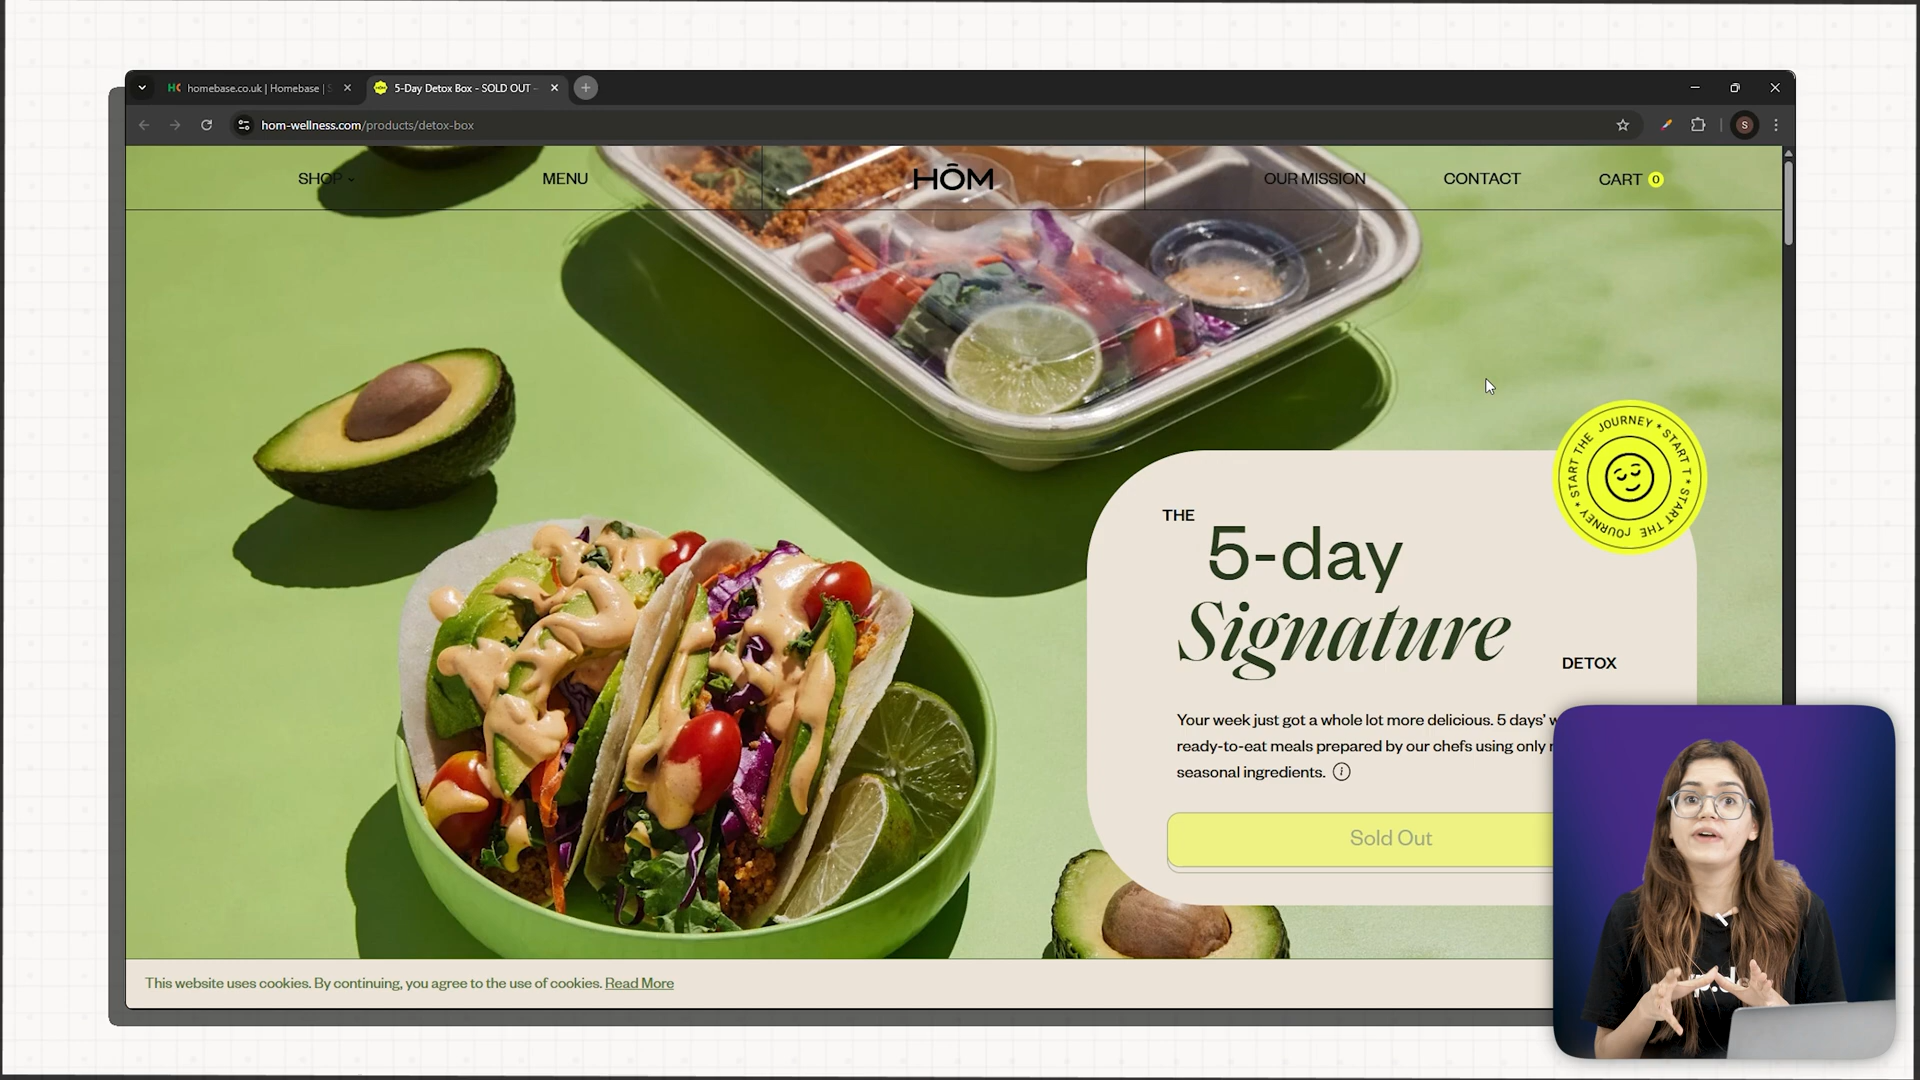 homebase.co.uk | Homebase |
5-Day Detox Box - SOLD OUT -
hom-wellness.com/products/detox-box
S
SHOP
MENU
HŌM
OUR MISSION
CONTACT
CART 0
START THE JOURNEY * START T * START THE JOURNEY *
THE
5-day
Signature
DETOX
Your week just got a whole lot more delicious. 5 days'
ready-to-eat meals prepared by our chefs using only
seasonal ingredients. i
Sold Out
This website uses cookies. By continuing, you agree to the use of cookies. Read More